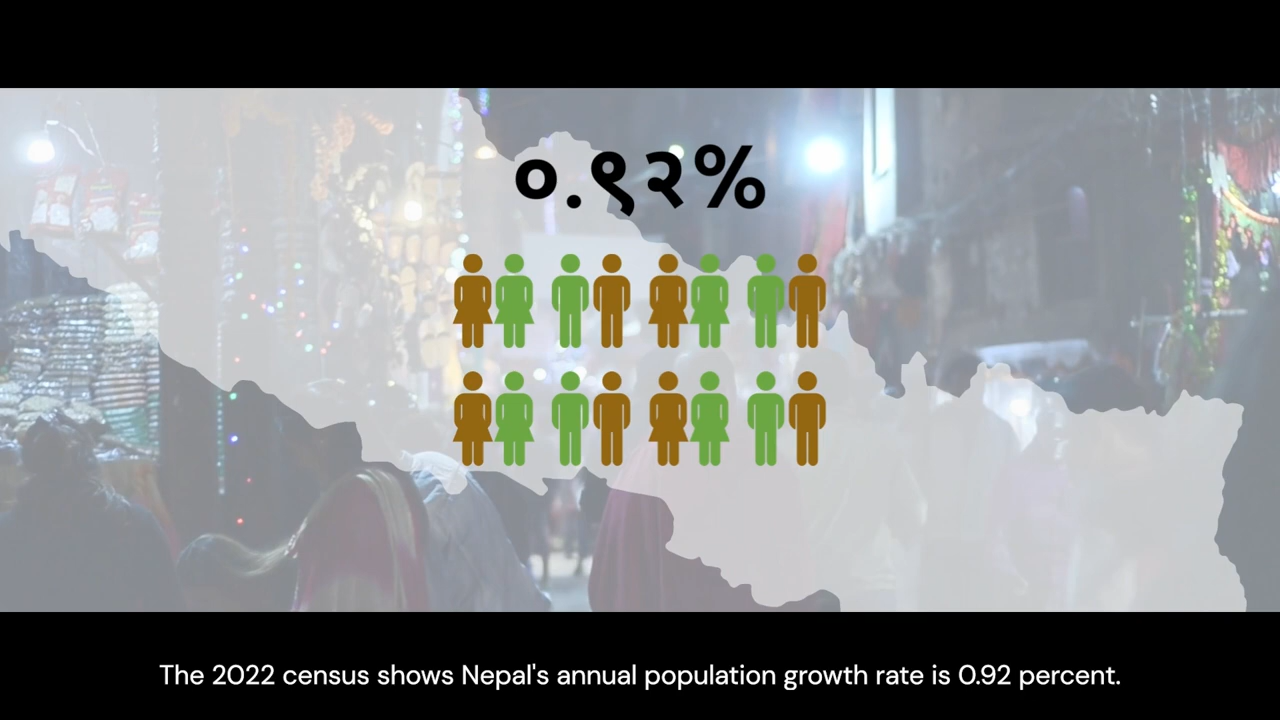 ०.९२%
The 2022 census shows Nepal's annual population growth rate is 0.92 percent.